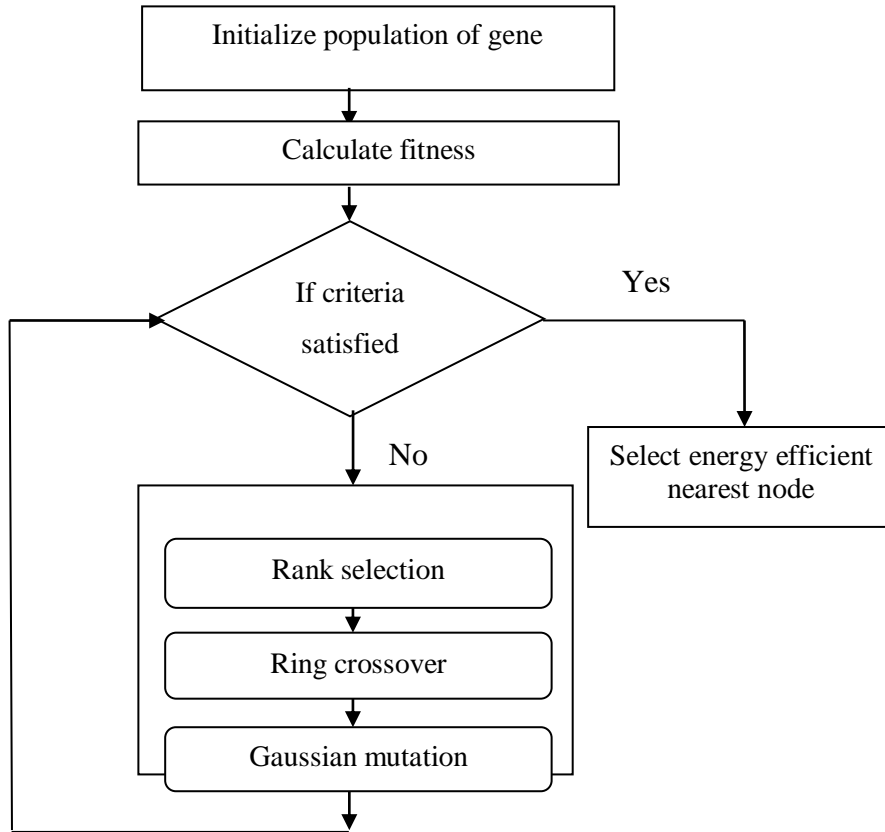 Initialize population of gene
Calculate fitness
If criteria
satisfied
Yes
No
Select energy efficient
nearest node
Rank selection
Ring crossover
Gaussian mutation